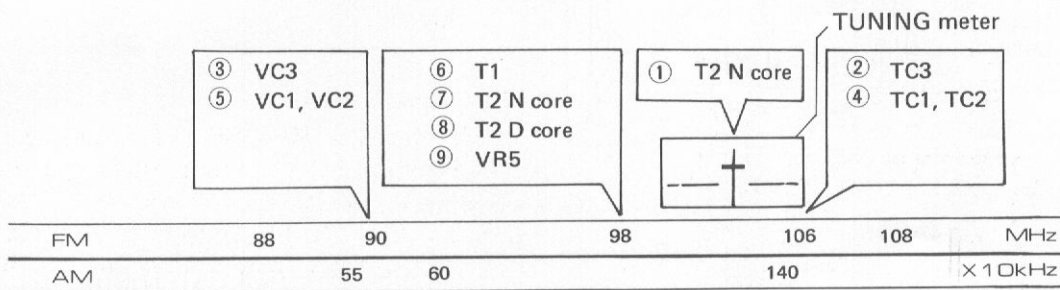 TUNING meter
③ VC3
⑤ VC1, VC2
⑥ T1
⑦ T2 N core
⑧ T2 D core
⑨ VR5
① T2 N core
② TC3
④ TC1, TC2
FM 88 90 98 106 108 MHz
AM 55 60 140 X10kHz